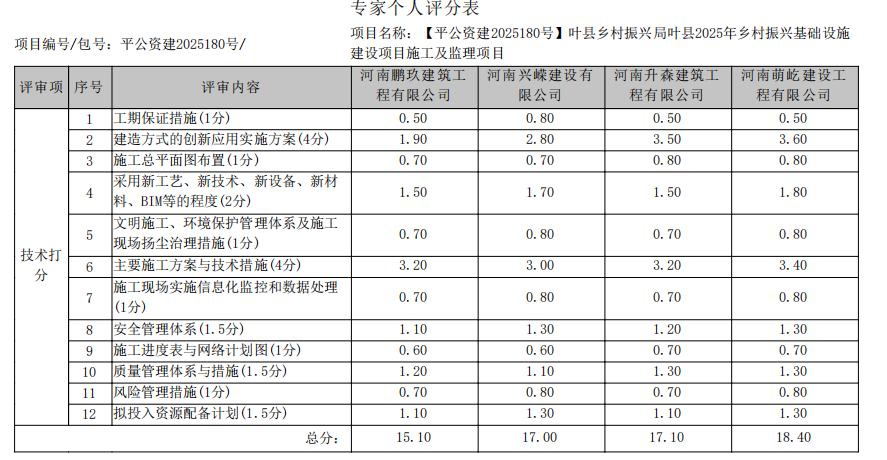 专家个人评分表
项目编号/包号：平公资建2025180号/
项目名称：【平公资建2025180号】叶县乡村振兴局叶县2025年乡村振兴基础设施
建设项目施工及监理项目
评审项 序号 评审内容 河南鹏玖建筑工程有限公司 河南兴嵘建设有限公司 河南升森建筑工程有限公司 河南萌屹建设工程有限公司
技术打分
1 工期保证措施(1分) 0.50 0.80 0.50 0.50
2 建造方式的创新应用实施方案(4分) 1.90 2.80 3.50 3.60
3 施工总平面图布置(1分) 0.70 0.70 0.80 0.80
4 采用新工艺、新技术、新设备、新材料、BIM等的程度(2分) 1.50 1.70 1.50 1.80
5 文明施工、环境保护管理体系及施工现场扬尘治理措施(1分) 0.70 0.80 0.70 0.80
6 主要施工方案与技术措施(4分) 3.20 3.00 3.20 3.40
7 施工现场实施信息化监控和数据处理(1分) 0.70 0.80 0.70 0.80
8 安全管理体系(1.5分) 1.10 1.30 1.20 1.30
9 施工进度表与网络计划图(1分) 0.60 0.60 0.70 0.70
10 质量管理体系与措施(1.5分) 1.20 1.10 1.30 1.30
11 风险管理措施(1分) 0.70 0.80 0.70 0.80
12 拟投入资源配备计划(1.5分) 1.10 1.30 1.10 1.30
总分： 15.10 17.00 17.10 18.40